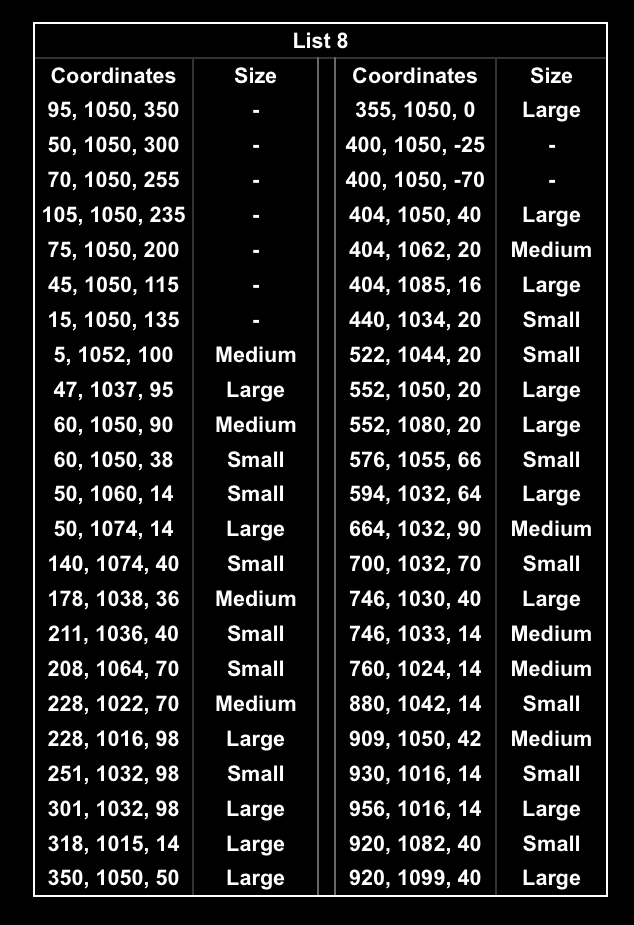 List 8
Coordinates Size Coordinates Size
95, 1050, 350 - 355, 1050, 0 Large
50, 1050, 300 - 400, 1050, -25 -
70, 1050, 255 - 400, 1050, -70 -
105, 1050, 235 - 404, 1050, 40 Large
75, 1050, 200 - 404, 1062, 20 Medium
45, 1050, 115 - 404, 1085, 16 Large
15, 1050, 135 - 440, 1034, 20 Small
5, 1052, 100 Medium 522, 1044, 20 Small
47, 1037, 95 Large 552, 1050, 20 Large
60, 1050, 90 Medium 552, 1080, 20 Large
60, 1050, 38 Small 576, 1055, 66 Small
50, 1060, 14 Small 594, 1032, 64 Large
50, 1074, 14 Large 664, 1032, 90 Medium
140, 1074, 40 Small 700, 1032, 70 Small
178, 1038, 36 Medium 746, 1030, 40 Large
211, 1036, 40 Small 746, 1033, 14 Medium
208, 1064, 70 Small 760, 1024, 14 Medium
228, 1022, 70 Medium 880, 1042, 14 Small
228, 1016, 98 Large 909, 1050, 42 Medium
251, 1032, 98 Small 930, 1016, 14 Small
301, 1032, 98 Large 956, 1016, 14 Large
318, 1015, 14 Large 920, 1082, 40 Small
350, 1050, 50 Large 920, 1099, 40 Large